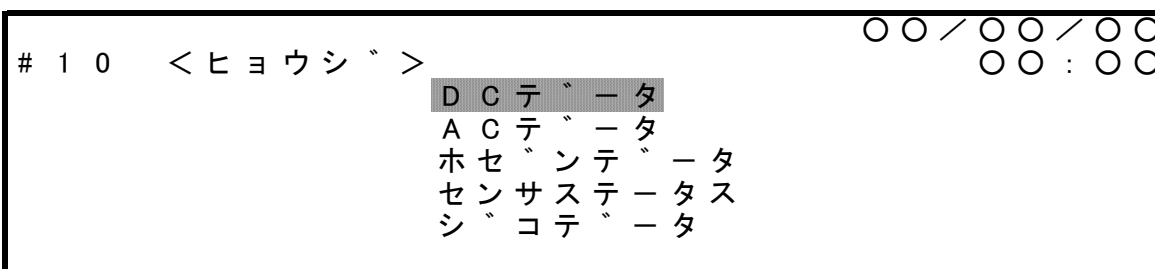 ○○／○○／○○
#10 ＜ヒョウシ゛＞ ○○：○○
DCテ゛ータ
ACテ゛ータ
ホセ゛ンテ゛ータ
センサステータス
シ゛コテ゛ータ